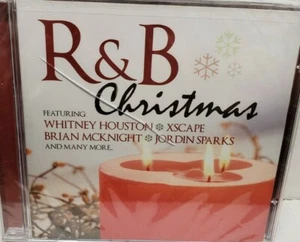 R&B
Christmas
FEATURING
WHITNEY HOUSTON ❄ XSCAPE
BRIAN MCKNIGHT ❄ JORDIN SPARKS
AND MANY MORE..